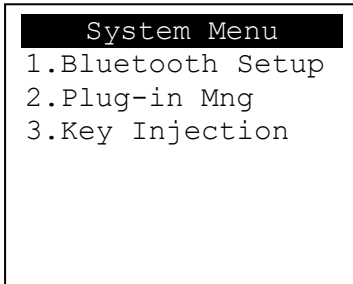 System Menu
1.Bluetooth Setup
2.Plug-in Mng
3.Key Injection